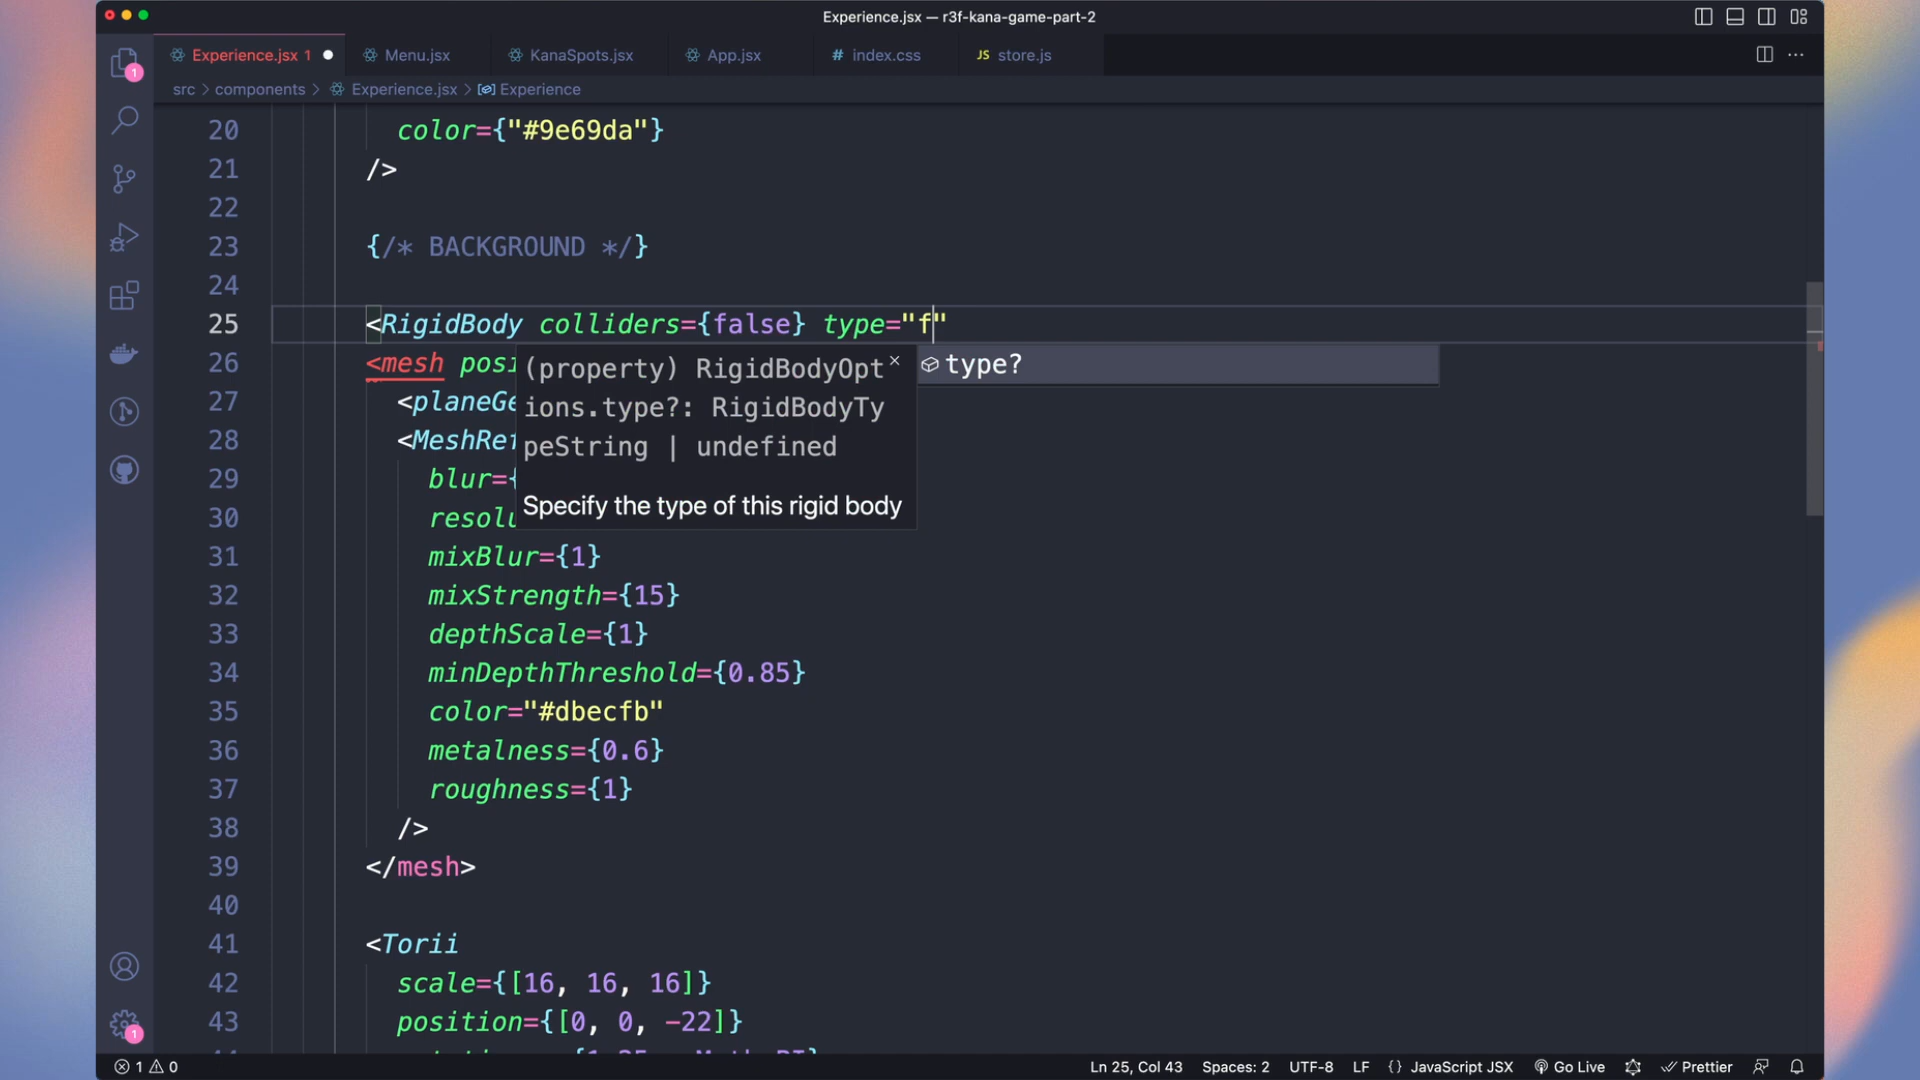 Experience.jsx — r3f-kana-game-part-2
Experience.jsx 1 Menu.jsx KanaSpots.jsx App.jsx # index.css JS store.js
src > components > Experience.jsx > Experience
1
20 color={"#9e69da"}
21 />
22
23 {/* BACKGROUND */}
24
25 <RigidBody colliders={false} type="f"
26 <mesh posi
27 <planeGe
28 <MeshRef
29 blur={
30 resolu
31 mixBlur={1}
32 mixStrength={15}
33 depthScale={1}
34 minDepthThreshold={0.85}
35 color="#dbecfb"
36 metalness={0.6}
37 roughness={1}
38 />
39 </mesh>
40
41 <Torii
42 scale={[16, 16, 16]}
43 position={[0, 0, -22]}
(property) RigidBodyOpt
ions.type?: RigidBodyTy
peString | undefined
Specify the type of this rigid body
type?
1
1 0 Ln 25, Col 43 Spaces: 2 UTF-8 LF {} JavaScript JSX Go Live Prettier